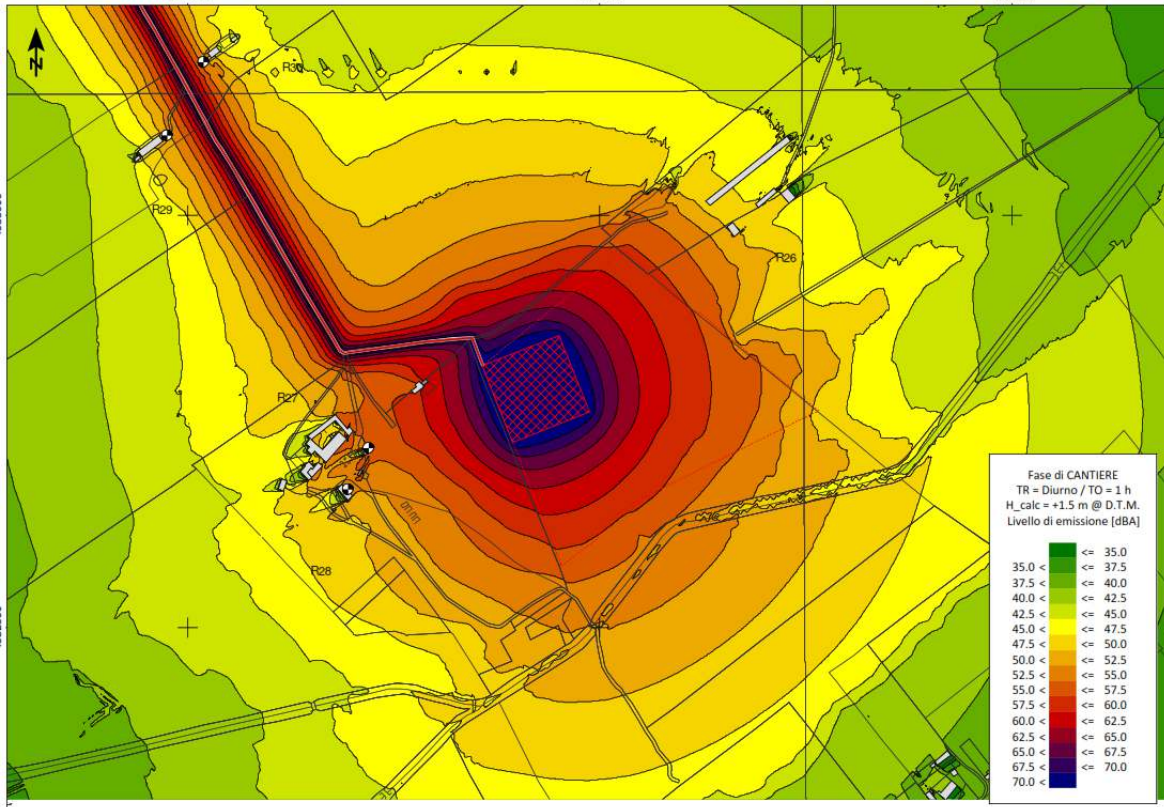 N
R30
R29
R26
R27
R28
Fase di CANTIERE
TR = Diurno / TO = 1 h
H_calc = +1.5 m @ D.T.M.
Livello di emissione [dBA]
<= 35.0
35.0 < <= 37.5
37.5 < <= 40.0
40.0 < <= 42.5
42.5 < <= 45.0
45.0 < <= 47.5
47.5 < <= 50.0
50.0 < <= 52.5
52.5 < <= 55.0
55.0 < <= 57.5
57.5 < <= 60.0
60.0 < <= 62.5
62.5 < <= 65.0
65.0 < <= 67.5
67.5 < <= 70.0
70.0 <